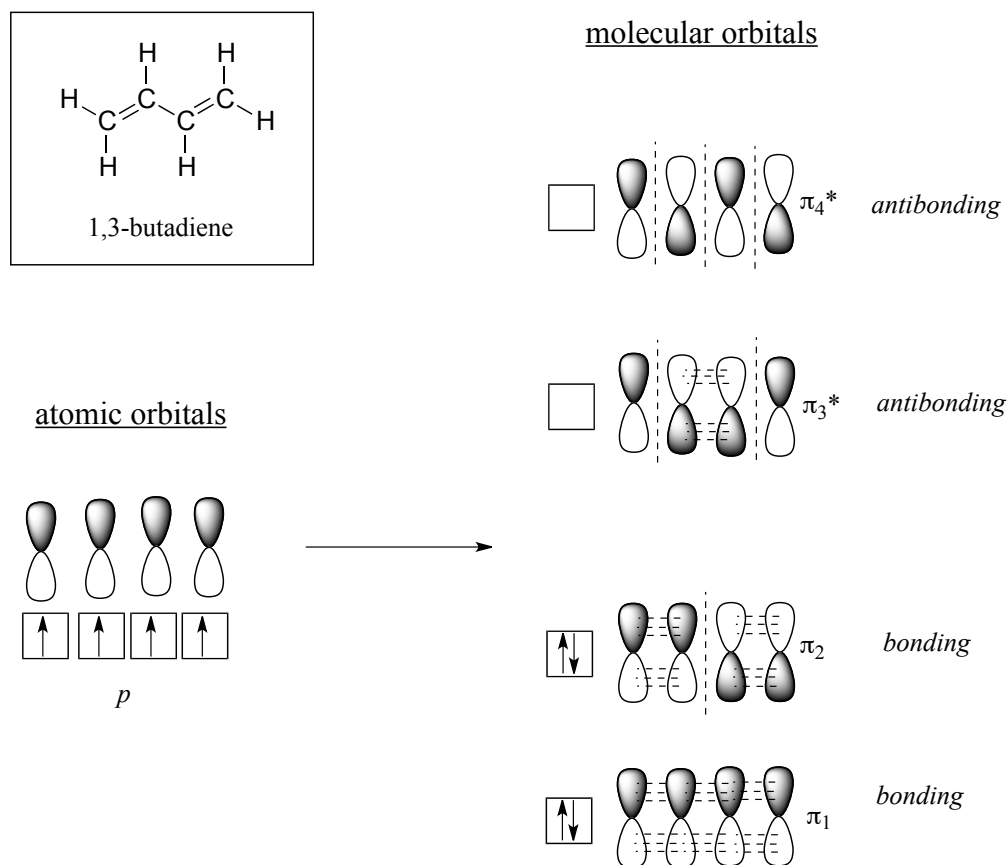 molecular orbitals
H H
H C C
C C H
H H
1,3-butadiene
π4* antibonding
π3* antibonding
atomic orbitals
p
π2 bonding
π1 bonding